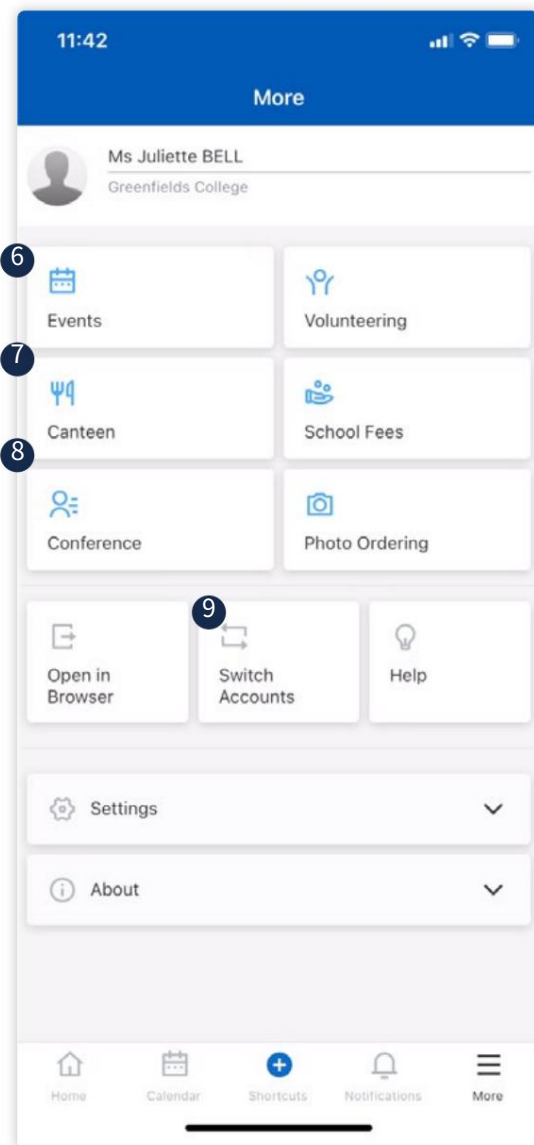 11:42
More
Ms Juliette BELL
Greenfields College
6
Events
Volunteering
7
Canteen
School Fees
8
Conference
Photo Ordering
9
Open in
Browser
Switch
Accounts
Help
Settings
About
Home
Calendar
Shortcuts
Notifications
More